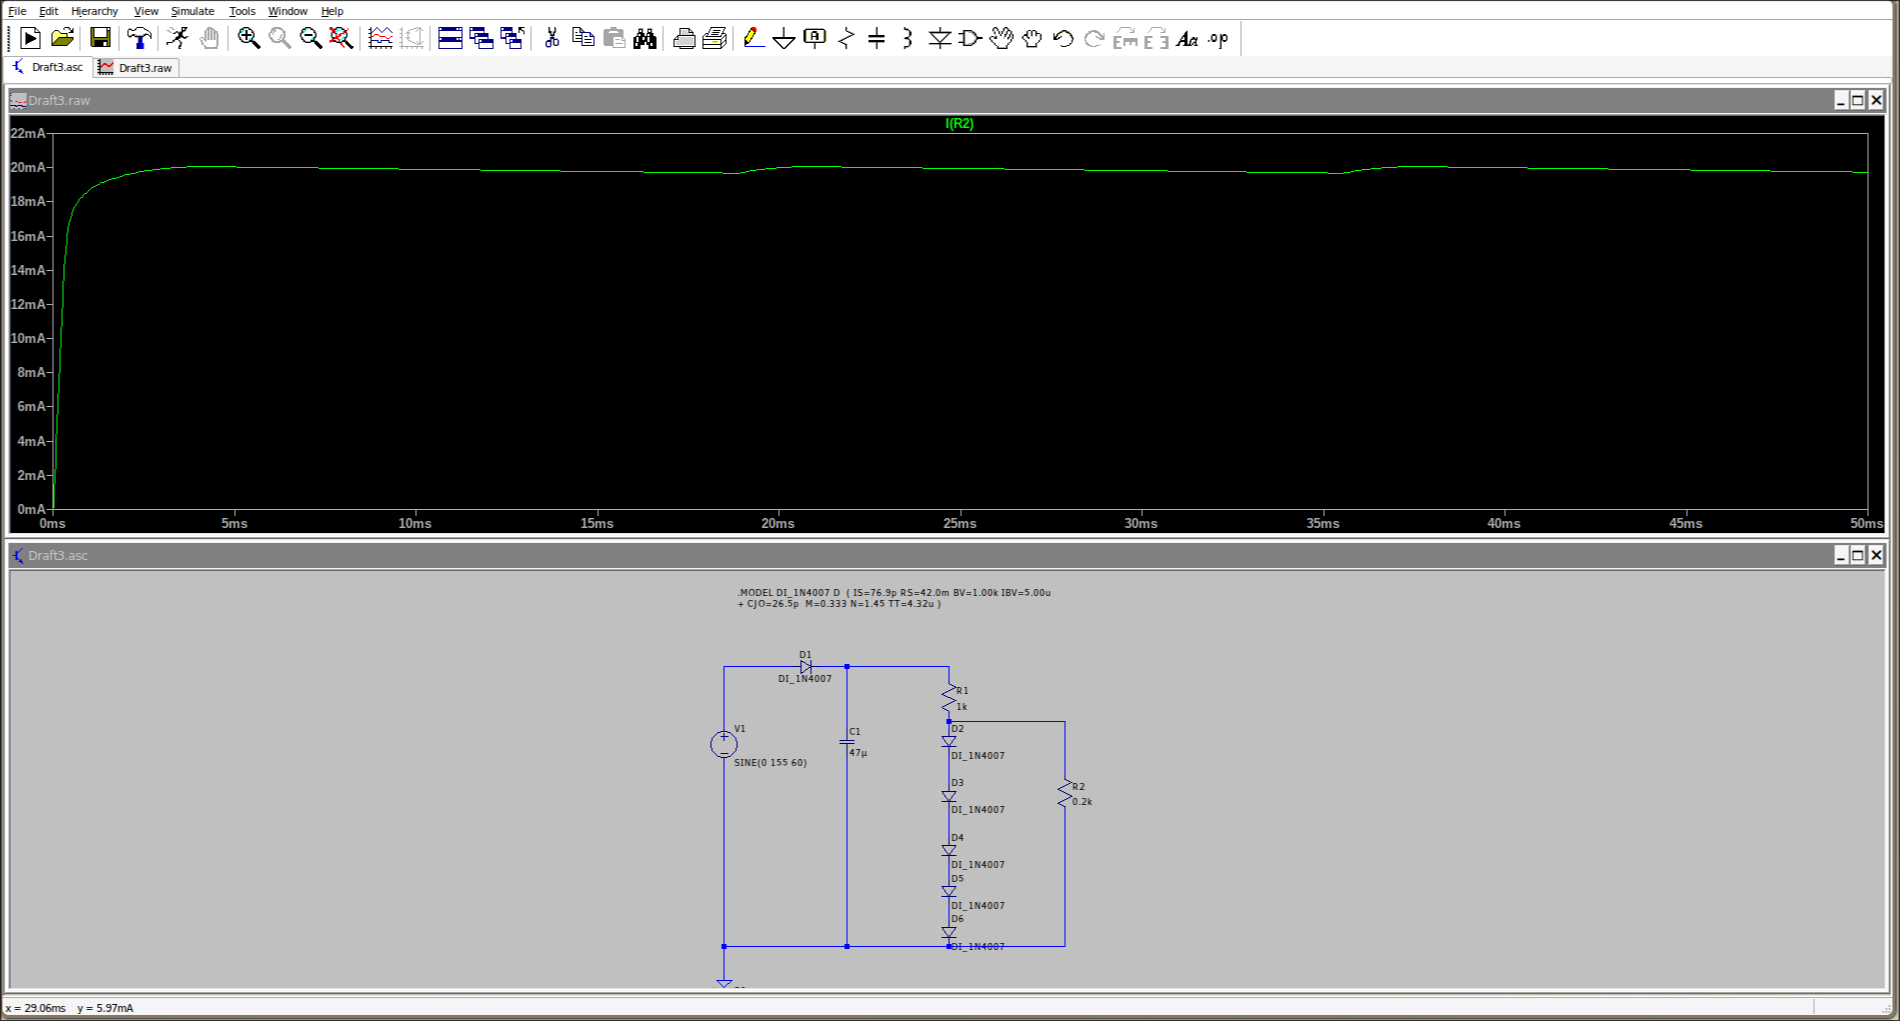 File Edit Hierarchy View Simulate Tools Window Help
Draft3.asc Draft3.raw
Draft3.raw
I(R2)
22mA
20mA
18mA
16mA
14mA
12mA
10mA
8mA
6mA
4mA
2mA
0mA
0ms 5ms 10ms 15ms 20ms 25ms 30ms 35ms 40ms 45ms 50ms
Draft3.asc
.MODEL DI_1N4007 D ( IS=76.9p RS=42.0m BV=1.00k IBV=5.00u
+ CJO=26.5p M=0.333 N=1.45 TT=4.32u )
D1
DI_1N4007
R1
1k
V1
SINE(0 155 60)
C1
47µ
D2
DI_1N4007
D3
DI_1N4007
R2
0.2k
D4
DI_1N4007
D5
DI_1N4007
D6
DI_1N4007
x = 29.06ms y = 5.97mA